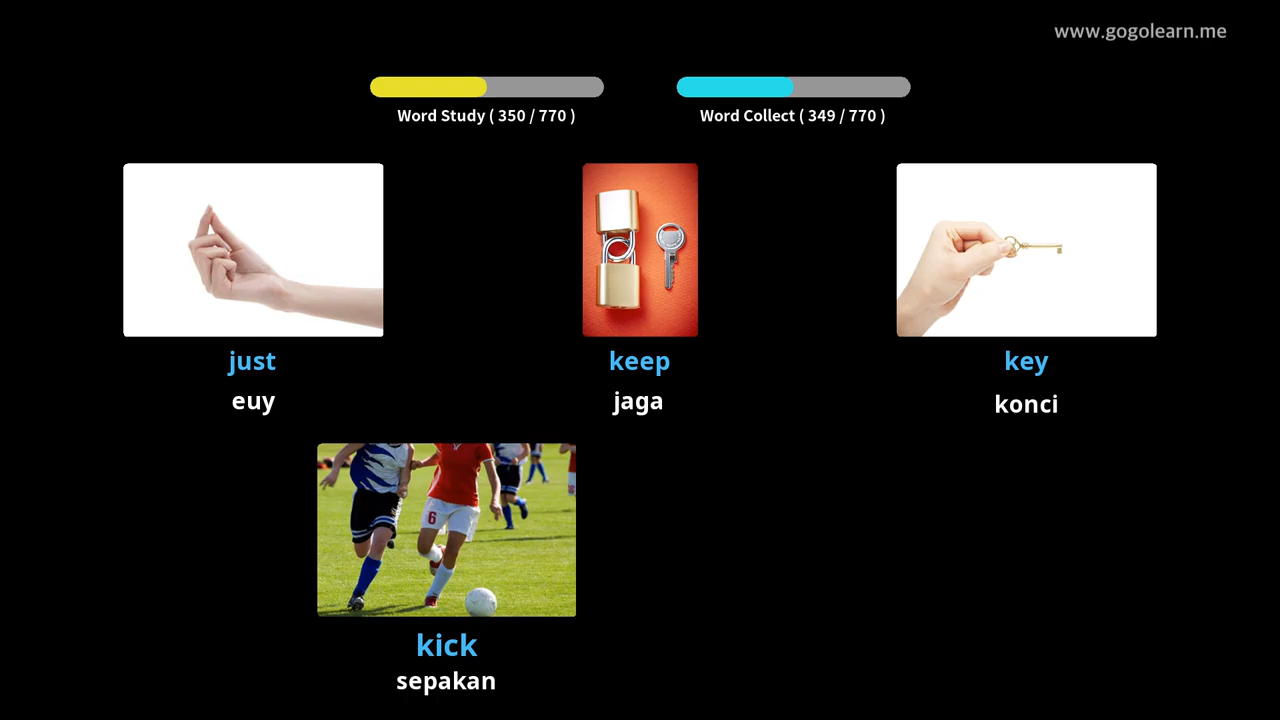 www.gogolearn.me
Word Study ( 350 / 770 )
Word Collect ( 349 / 770 )
just
keep
key
euy
jaga
konci
6
kick
sepakan